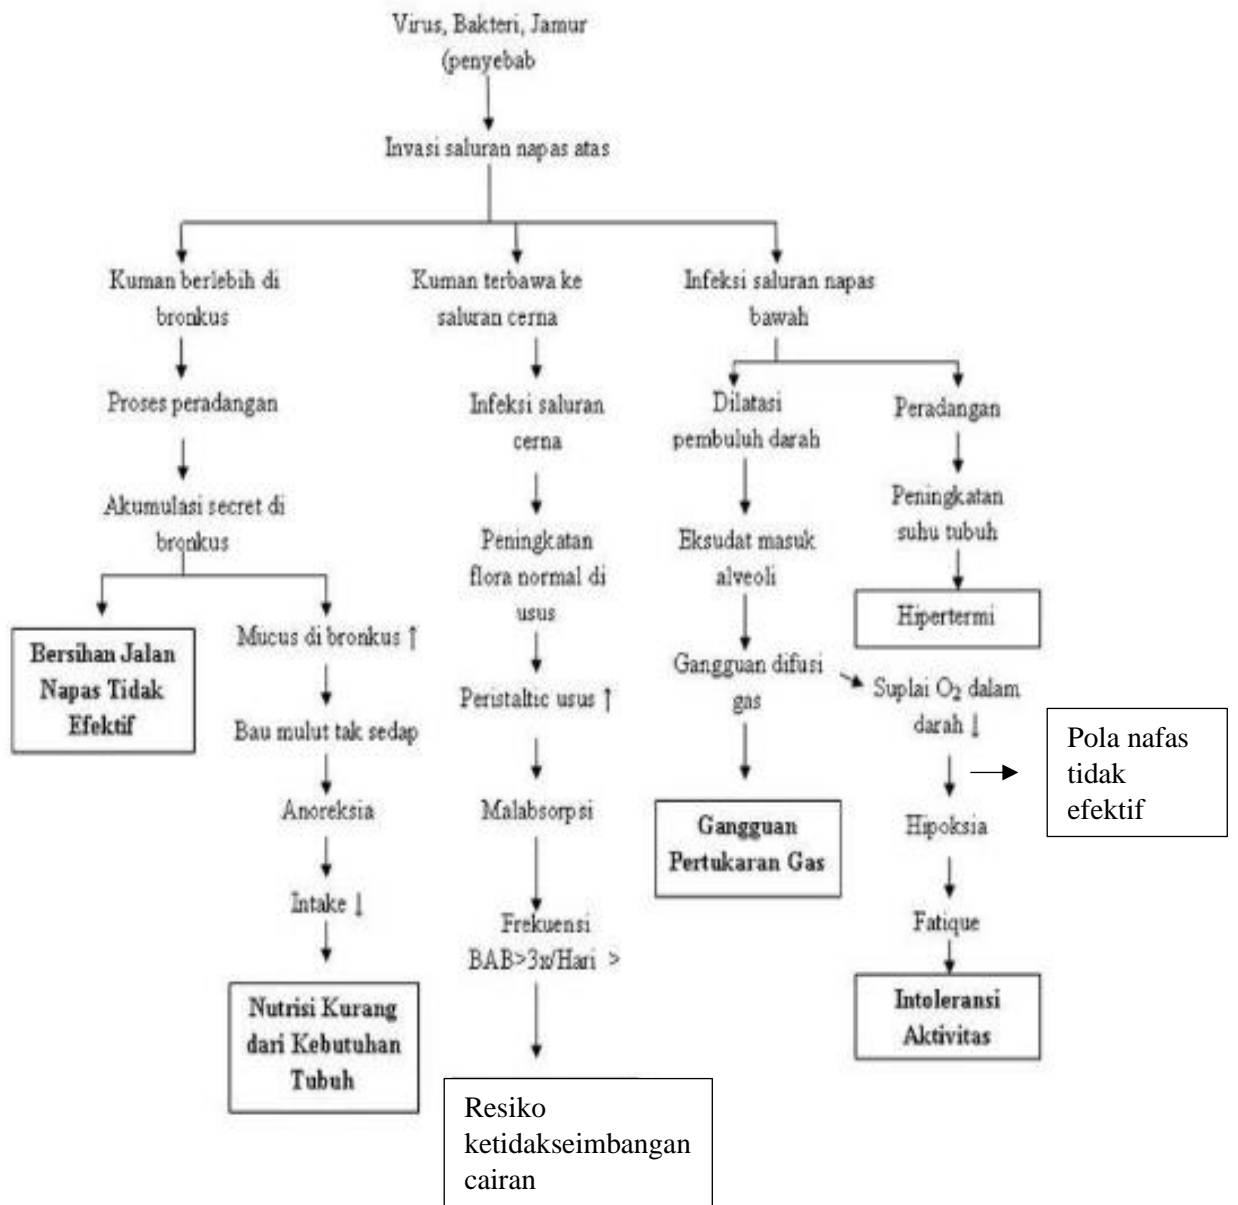 Virus, Bakteri, Jamur
(penyebab
Invasi saluran napas atas
Kuman berlebih di
bronkus
Proses peradangan
Akumulasi secret di
bronkus
Bersihan Jalan
Napas Tidak
Efektif
Mucus di bronkus ↑
Bau mulut tak sedap
Anoreksia
Intake ↓
Nutrisi Kurang
dari Kebutuhan
Tubuh
Kuman terbawa ke
saluran cerna
Infeksi saluran
cerna
Peningkatan
flora normal di
usus
Peristaltic usus ↑
Malabsorpsi
Frekuensi
BAB>3x/Hari >
Resiko
ketidakseimbangan
cairan
Infeksi saluran napas
bawah
Dilatasi
pembuluh darah
Eksudat masuk
alveoli
Gangguan difusi
gas
Gangguan
Pertukaran Gas
Peradangan
Peningkatan
suhu tubuh
Hipertermi
Suplai O₂ dalam
darah ↓
Pola nafas
tidak
efektif
Hipoksia
Fatique
Intoleransi
Aktivitas